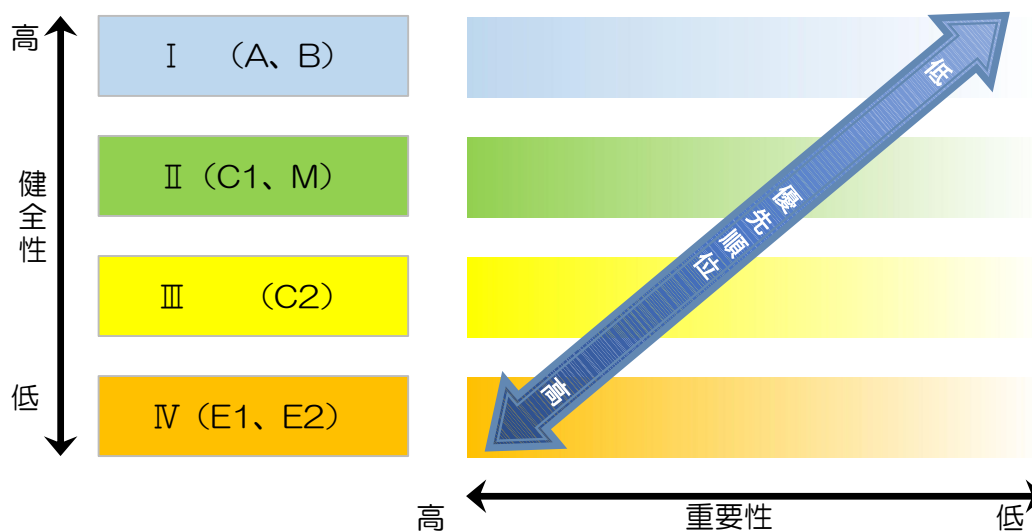 高
健全性
低
Ⅰ （A、B）
Ⅱ（C1、M）
Ⅲ （C2）
Ⅳ（E1、E2）
低
優先順位
高
高
重要性
低